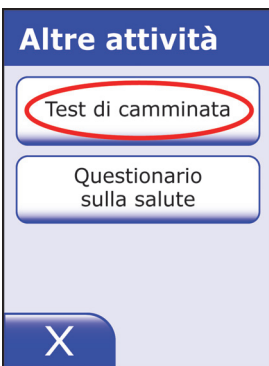 Altre attività
Test di camminata
Questionario
sulla salute
X